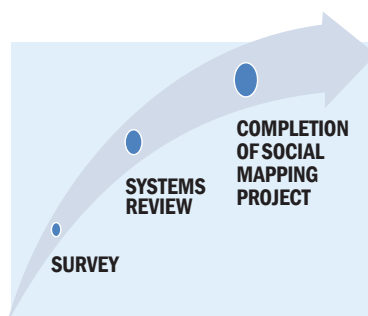 COMPLETION
OF SOCIAL
MAPPING
PROJECT
SYSTEMS
REVIEW
SURVEY